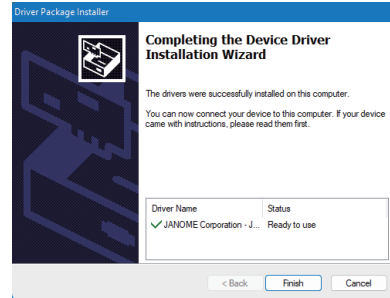 Driver Package Installer
Completing the Device Driver
Installation Wizard
The drivers were successfully installed on this computer.
You can now connect your device to this computer. If your device
came with instructions, please read them first.
Driver Name Status
JANOME Corporation - J... Ready to use
< Back Finish Cancel